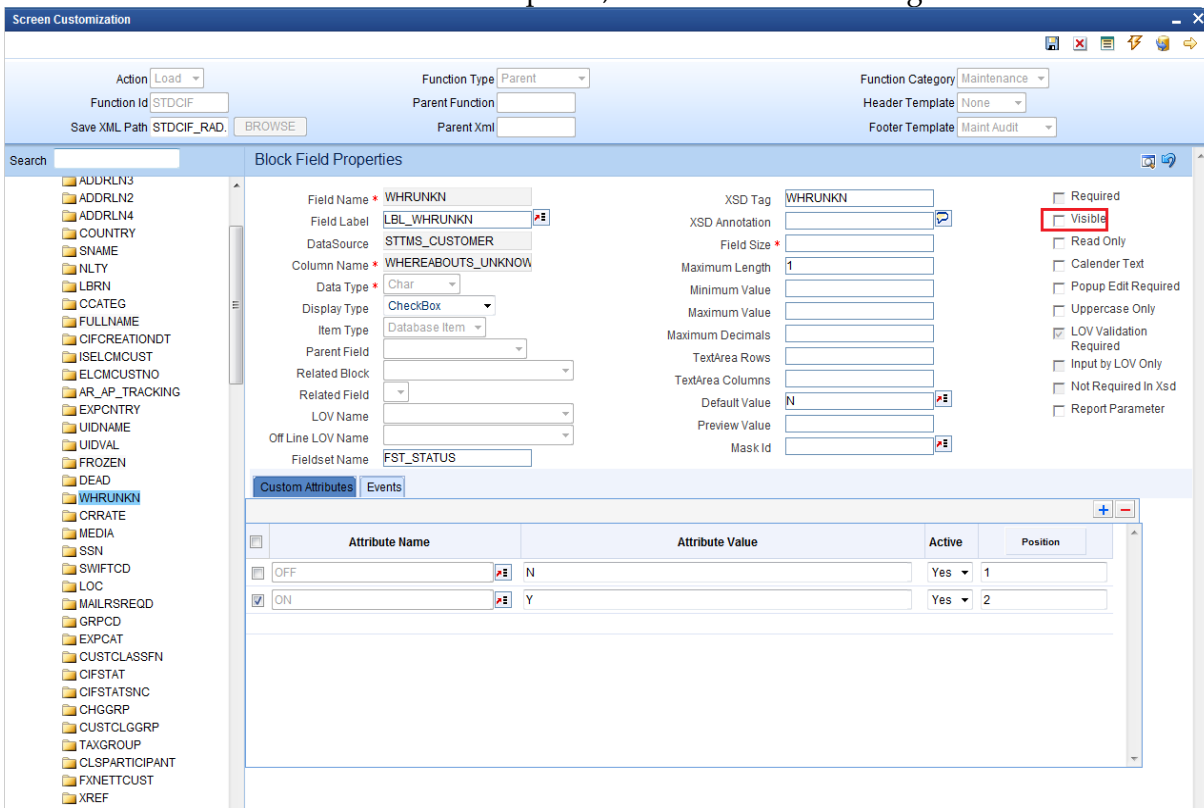 Screen Customization
Action Load
Function Type Parent
Function Category Maintenance
Function Id STDCIF
Parent Function
Header Template None
Save XML Path STDCIF_RAD. BROWSE
Parent Xml
Footer Template Maint Audit
Search
ADDRLN3
ADDRLN2
ADDRLN4
COUNTRY
SNAME
NLTY
LBRN
CCATEG
FULLNAME
CIFCREATIONDT
ISELCMCUST
ELCMCUSTNO
AR_AP_TRACKING
EXPCNTRY
UIDNAME
UIDVAL
FROZEN
DEAD
WHRUNKN
CRRATE
MEDIA
SSN
SWIFTCD
LOC
MAILRSREQD
GRPCD
EXPCAT
CUSTCLASSFN
CIFSTAT
CIFSTATSNC
CHGGRP
CUSTCLGGRP
TAXGROUP
CLSPARTICIPANT
FXNETTCUST
XREF
Block Field Properties
Field Name * WHRUNKN
Field Label LBL_WHRUNKN
DataSource STTMS_CUSTOMER
Column Name * WHEREABOUTS_UNKNOW
Data Type * Char
Display Type CheckBox
Item Type Database Item
Parent Field
Related Block
Related Field
LOV Name
Off Line LOV Name
Fieldset Name FST_STATUS
XSD Tag WHRUNKN
XSD Annotation
Field Size *
Maximum Length 1
Minimum Value
Maximum Value
Maximum Decimals
TextArea Rows
TextArea Columns
Default Value N
Preview Value
Mask Id
Required
Visible
Read Only
Calender Text
Popup Edit Required
Uppercase Only
LOV Validation
Required
Input by LOV Only
Not Required In Xsd
Report Parameter
Custom Attributes Events
Attribute Name Attribute Value Active Position
OFF N Yes 1
ON Y Yes 2